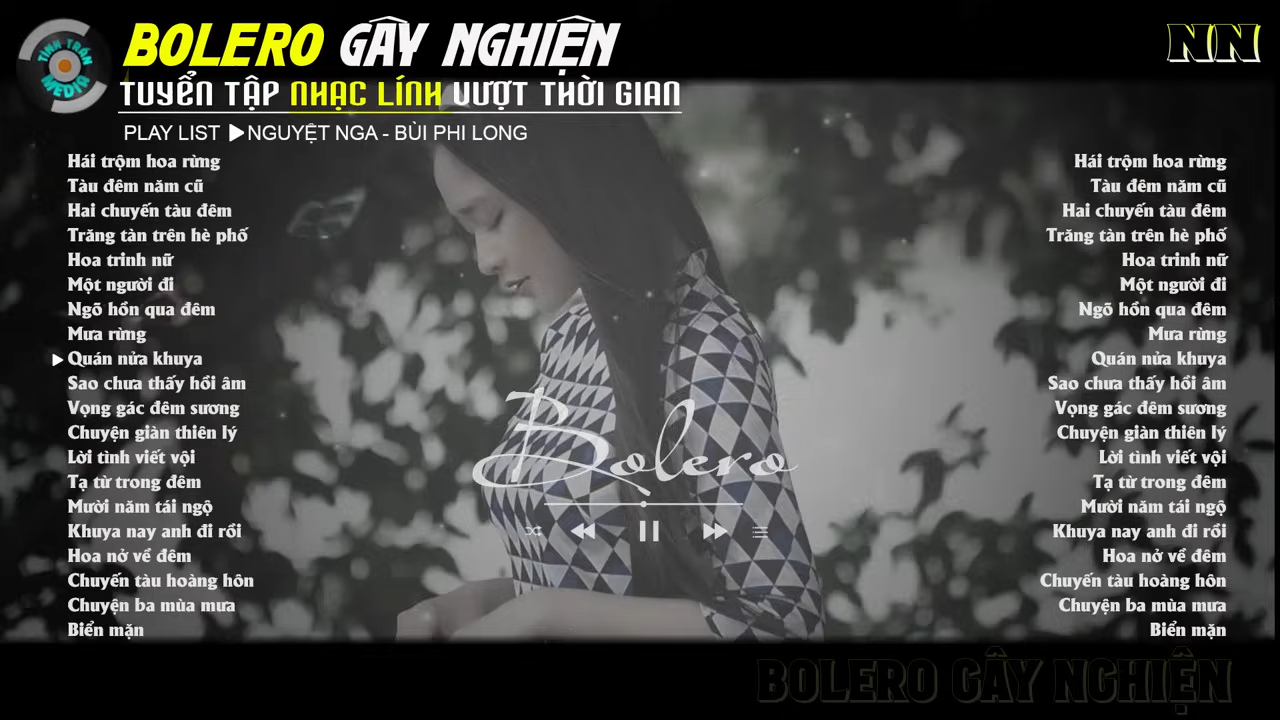 TÌNH TRẦN
MEDIA
BOLERO GÂY NGHIỆN
TUYỂN TẬP NHẠC LÍNH VƯỢT THỜI GIAN
PLAY LIST ▶NGUYỆT NGA - BÙI PHI LONG
NN
Hái trộm hoa rừng
Tàu đêm năm cũ
Hai chuyến tàu đêm
Trăng tàn trên hè phố
Hoa trinh nữ
Một người đi
Ngõ hồn qua đêm
Mưa rừng
Quán nửa khuya
Sao chưa thấy hồi âm
Vọng gác đêm sương
Chuyện giàn thiên lý
Lời tình viết vội
Tạ từ trong đêm
Mười năm tái ngộ
Khuya nay anh đi rồi
Hoa nở về đêm
Chuyến tàu hoàng hôn
Chuyện ba mùa mưa
Biển mặn
Bolero
Hái trộm hoa rừng
Tàu đêm năm cũ
Hai chuyến tàu đêm
Trăng tàn trên hè phố
Hoa trinh nữ
Một người đi
Ngõ hồn qua đêm
Mưa rừng
Quán nửa khuya
Sao chưa thấy hồi âm
Vọng gác đêm sương
Chuyện giàn thiên lý
Lời tình viết vội
Tạ từ trong đêm
Mười năm tái ngộ
Khuya nay anh đi rồi
Hoa nở về đêm
Chuyến tàu hoàng hôn
Chuyện ba mùa mưa
Biển mặn
BOLERO GÂY NGHIỆN